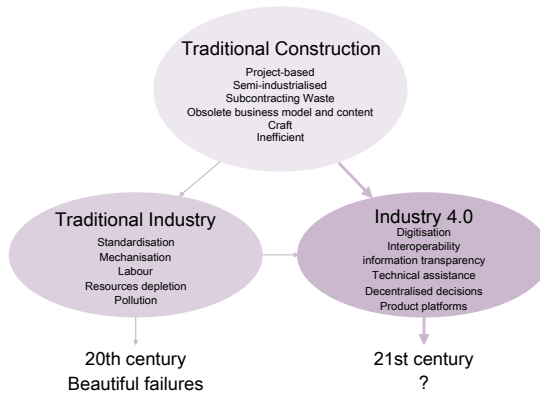 Traditional Construction
Project-based
Semi-industrialised
Subcontracting Waste
Obsolete business model and content
Craft
Inefficient
Traditional Industry
Standardisation
Mechanisation
Labour
Resources depletion
Pollution
Industry 4.0
Digitisation
Interoperability
information transparency
Technical assistance
Decentralised decisions
Product platforms
20th century
Beautiful failures
21st century
?